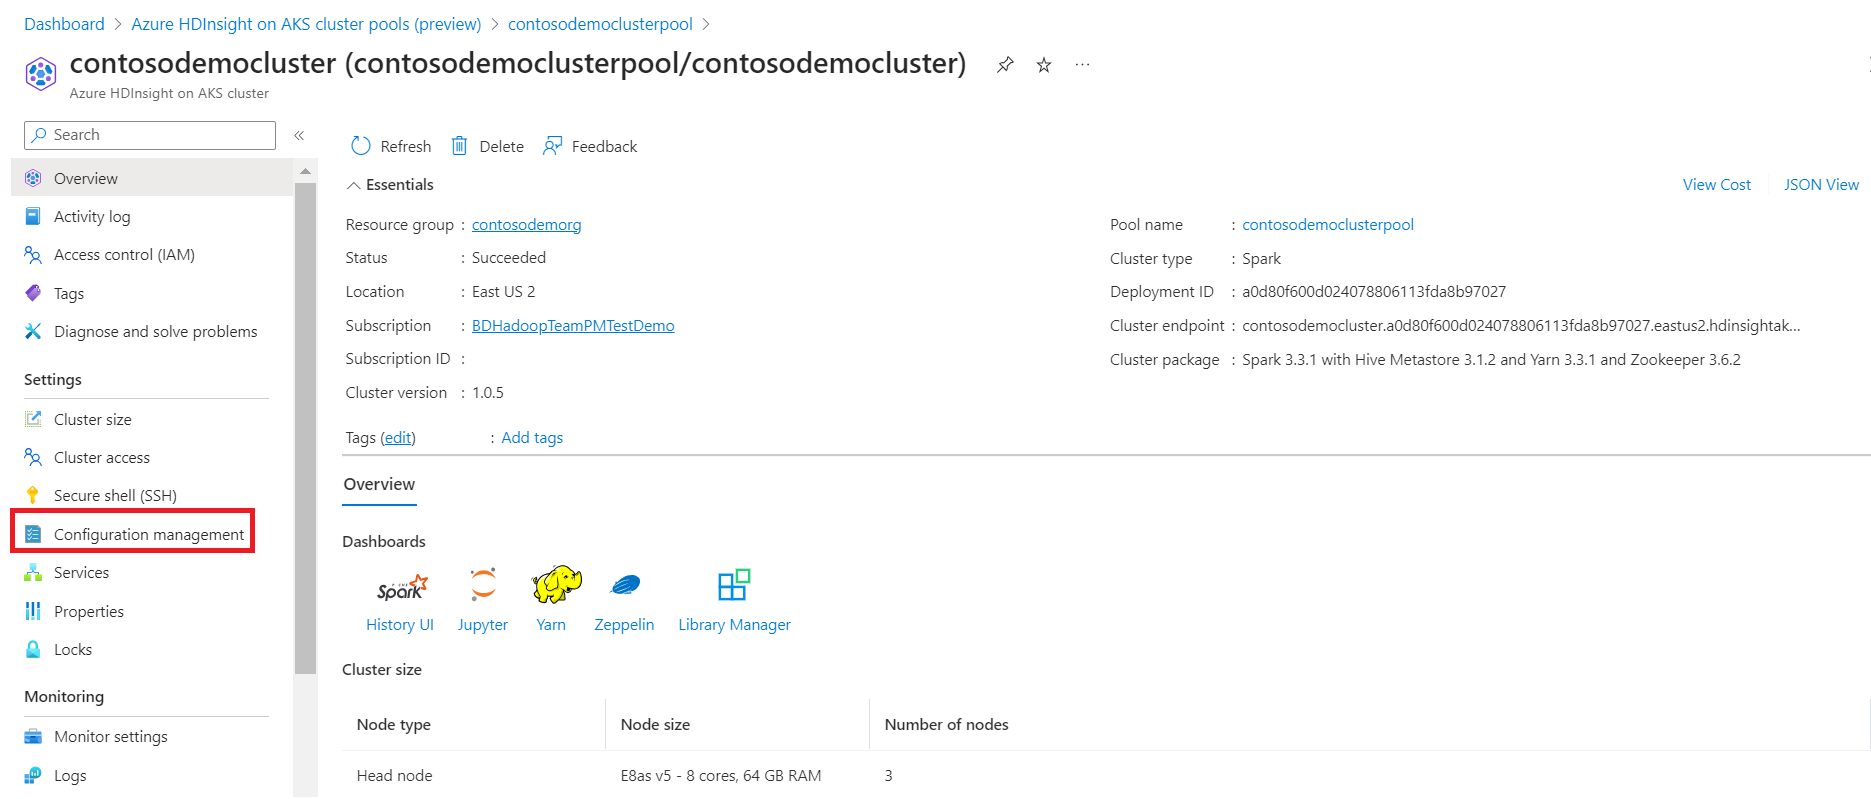 Dashboard > Azure HDInsight on AKS cluster pools (preview) > contosodemoclusterpool >
contosodemocluster (contosodemoclusterpool/contosodemocluster) ...
Azure HDInsight on AKS cluster
Search «
Overview
Activity log
Access control (IAM)
Tags
Diagnose and solve problems
Settings
Cluster size
Cluster access
Secure shell (SSH)
Configuration management
Services
Properties
Locks
Monitoring
Monitor settings
Logs
Refresh Delete Feedback
Essentials
View Cost JSON View
Resource group : contosodemorg
Status : Succeeded
Location : East US 2
Subscription : BDHadoopTeamPMTestDemo
Subscription ID :
Cluster version : 1.0.5
Pool name : contosodemoclusterpool
Cluster type : Spark
Deployment ID : a0d80f600d024078806113fda8b97027
Cluster endpoint : contosodemocluster.a0d80f600d024078806113fda8b97027.eastus2.hdinsightak...
Cluster package : Spark 3.3.1 with Hive Metastore 3.1.2 and Yarn 3.3.1 and Zookeeper 3.6.2
Tags (edit) : Add tags
Overview
Dashboards
Spark
History UI Jupyter Yarn Zeppelin Library Manager
Cluster size
Node type Node size Number of nodes
Head node E8as v5 - 8 cores, 64 GB RAM 3